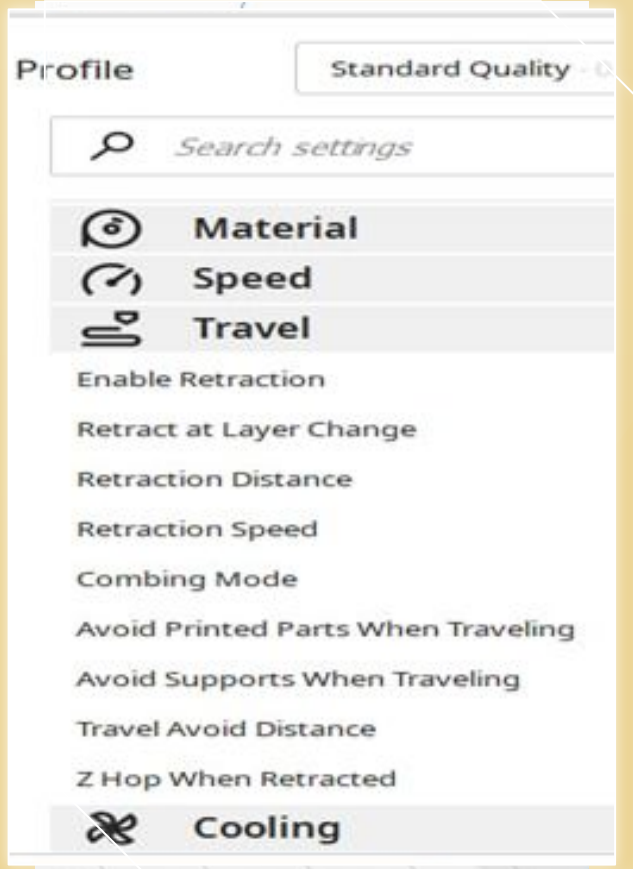 Profile
Standard Quality
Search settings
Material
Speed
Travel
Enable Retraction
Retract at Layer Change
Retraction Distance
Retraction Speed
Combing Mode
Avoid Printed Parts When Traveling
Avoid Supports When Traveling
Travel Avoid Distance
Z Hop When Retracted
Cooling